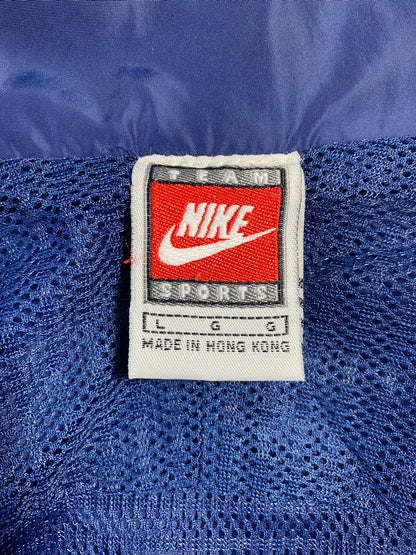 TEAM
NIKE
SPORTS
L G G
MADE IN HONG KONG